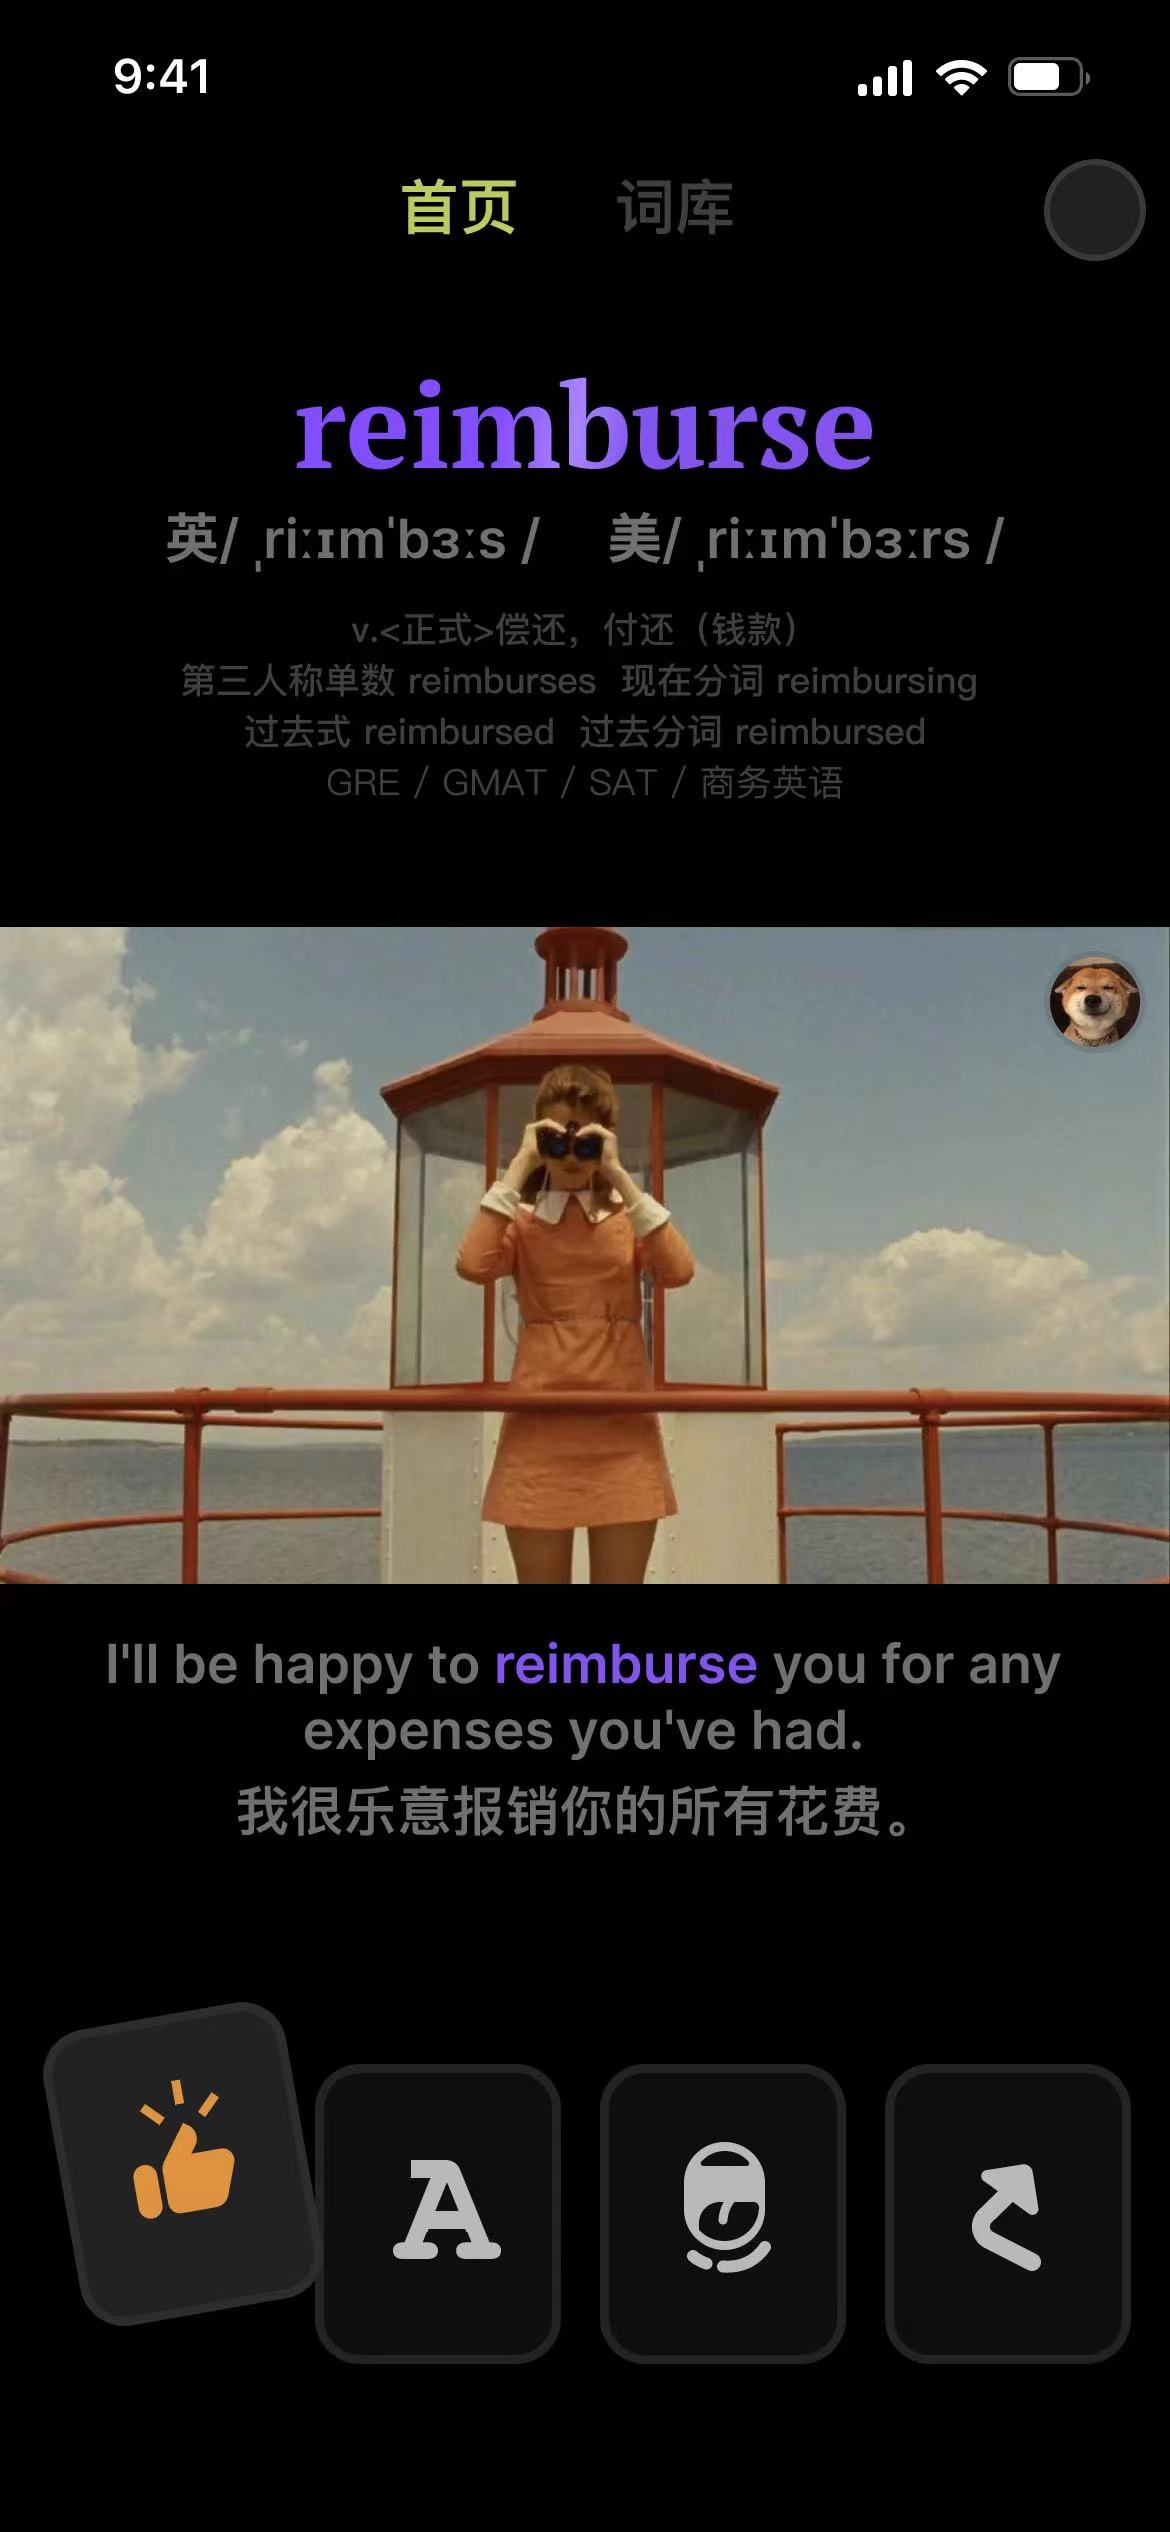 9:41
首页 词库
reimburse
英/ ˌriːɪmˈbɜːs / 美/ ˌriːɪmˈbɜːrs /
v.<正式>偿还，付还（钱款）
第三人称单数 reimburses 现在分词 reimbursing
过去式 reimbursed 过去分词 reimbursed
GRE / GMAT / SAT / 商务英语
I'll be happy to reimburse you for any
expenses you've had.
我很乐意报销你的所有花费。
A